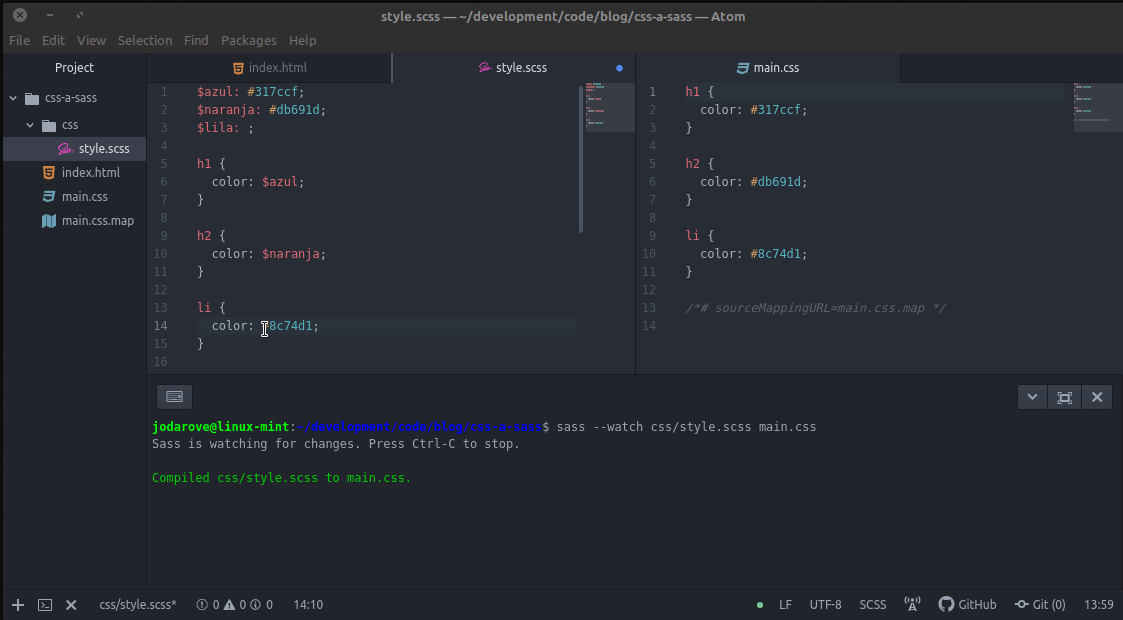 style.scss — ~/development/code/blog/css-a-sass — Atom
File Edit View Selection Find Packages Help
Project
css-a-sass
css
style.scss
index.html
main.css
main.css.map
index.html
style.scss
1 $azul: #317ccf;
2 $naranja: #db691d;
3 $lila: ;
4
5 h1 {
6 color: $azul;
7 }
8
9 h2 {
10 color: $naranja;
11 }
12
13 li {
14 color: #8c74d1;
15 }
16
main.css
1 h1 {
2 color: #317ccf;
3 }
4
5 h2 {
6 color: #db691d;
7 }
8
9 li {
10 color: #8c74d1;
11 }
12
13 /*# sourceMappingURL=main.css.map */
14
jodarove@linux-mint:~/development/code/blog/css-a-sass$ sass --watch css/style.scss main.css
Sass is watching for changes. Press Ctrl-C to stop.
Compiled css/style.scss to main.css.
css/style.scss* 0 0 0 14:10 LF UTF-8 SCSS GitHub Git (0) 13:59